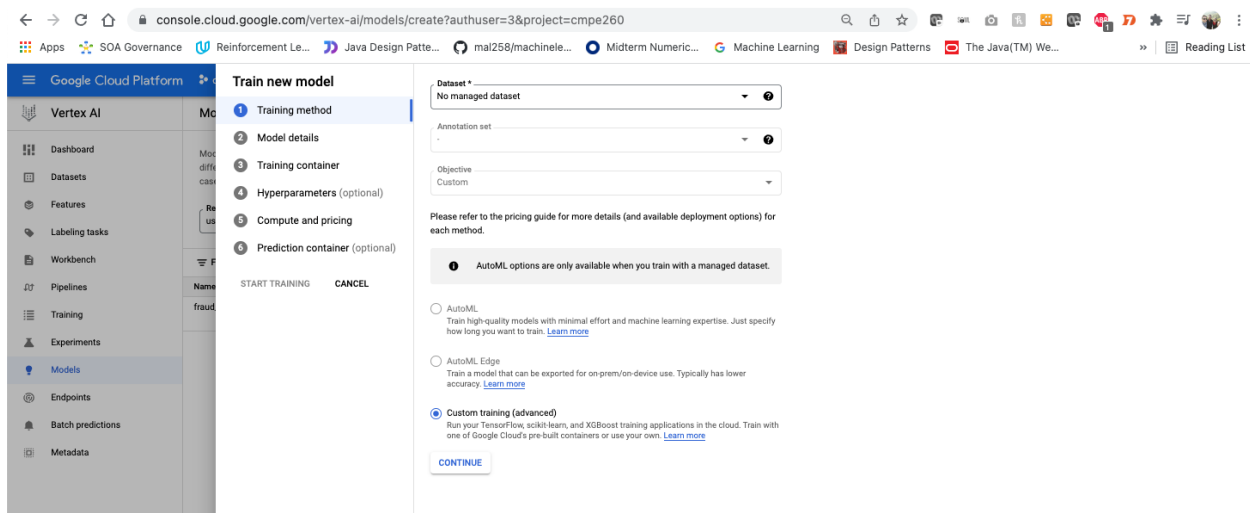 console.cloud.google.com/vertex-ai/models/create?authuser=3&project=cmpe260
Apps
SOA Governance
Reinforcement Le...
Java Design Patte...
mal258/machinele...
Midterm Numeric...
Machine Learning
Design Patterns
The Java(TM) We...
»
Reading List
Google Cloud Platform
Vertex AI
Dashboard
Datasets
Features
Labeling tasks
Workbench
Pipelines
Training
Experiments
Models
Endpoints
Batch predictions
Metadata
Mo
Moc
diffe
case
Re
us
F
Name
fraud_
Train new model
1 Training method
2 Model details
3 Training container
4 Hyperparameters (optional)
5 Compute and pricing
6 Prediction container (optional)
START TRAINING CANCEL
Dataset *
No managed dataset
Annotation set
-
Objective
Custom
Please refer to the pricing guide for more details (and available deployment options) for
each method.
AutoML options are only available when you train with a managed dataset.
AutoML
Train high-quality models with minimal effort and machine learning expertise. Just specify
how long you want to train. Learn more
AutoML Edge
Train a model that can be exported for on-prem/on-device use. Typically has lower
accuracy. Learn more
Custom training (advanced)
Run your TensorFlow, scikit-learn, and XGBoost training applications in the cloud. Train with
one of Google Cloud's pre-built containers or use your own. Learn more
CONTINUE